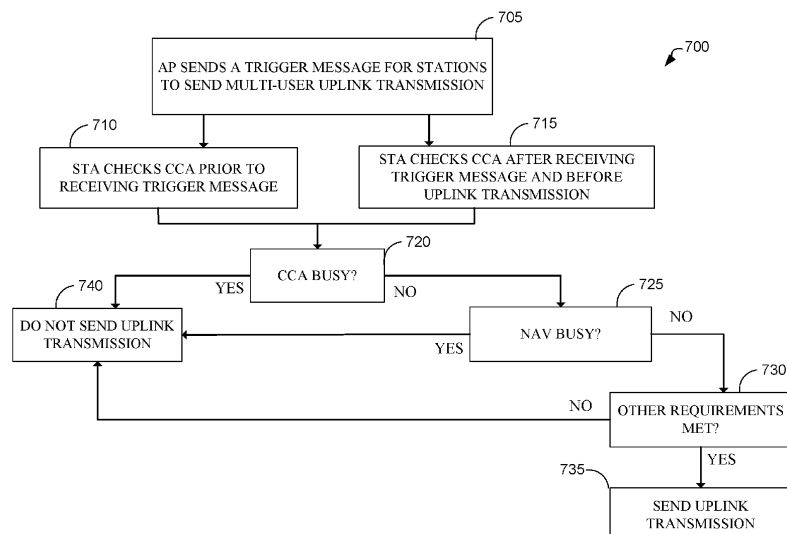 705
700
AP SENDS A TRIGGER MESSAGE FOR STATIONS
TO SEND MULTI-USER UPLINK TRANSMISSION
710
715
STA CHECKS CCA PRIOR TO
RECEIVING TRIGGER MESSAGE
STA CHECKS CCA AFTER RECEIVING
TRIGGER MESSAGE AND BEFORE
UPLINK TRANSMISSION
720
CCA BUSY?
YES
NO
740
725
DO NOT SEND UPLINK
TRANSMISSION
NAV BUSY?
YES
NO
730
OTHER REQUIREMENTS
MET?
NO
YES
735
SEND UPLINK
TRANSMISSION